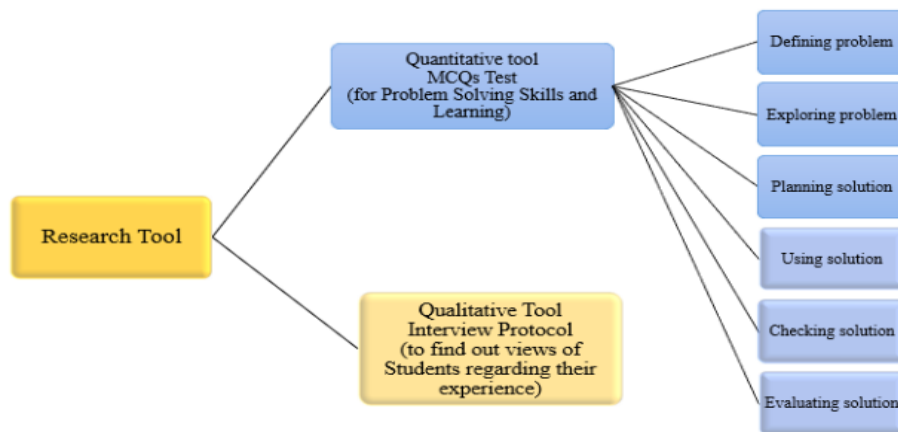 Research Tool
Quantitative tool
MCQs Test
(for Problem Solving Skills and
Learning)
Qualitative Tool
Interview Protocol
(to find out views of
Students regarding their
experience)
Defining problem
Exploring problem
Planning solution
Using solution
Checking solution
Evaluating solution